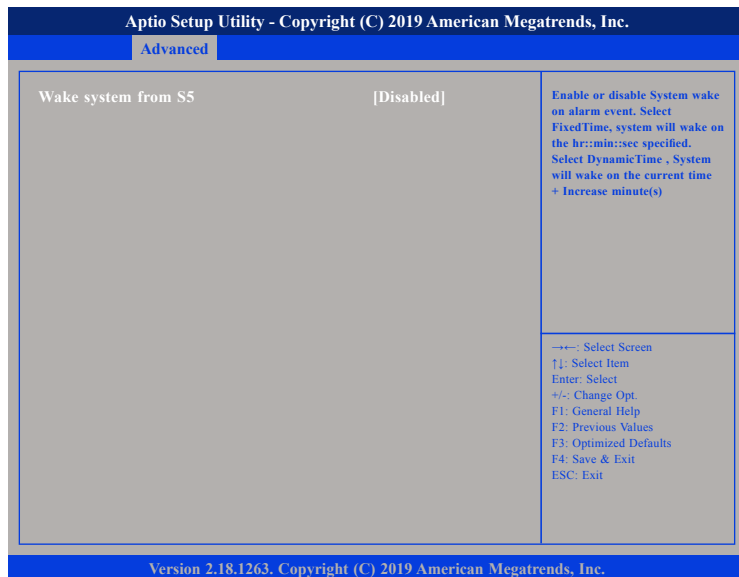 Aptio Setup Utility - Copyright (C) 2019 American Megatrends, Inc.
Advanced
Wake system from S5 [Disabled]
Enable or disable System wake
on alarm event. Select
FixedTime, system will wake on
the hr::min::sec specified.
Select DynamicTime , System
will wake on the current time
+ Increase minute(s)
→←: Select Screen
↑↓: Select Item
Enter: Select
+/-: Change Opt.
F1: General Help
F2: Previous Values
F3: Optimized Defaults
F4: Save & Exit
ESC: Exit
Version 2.18.1263. Copyright (C) 2019 American Megatrends, Inc.